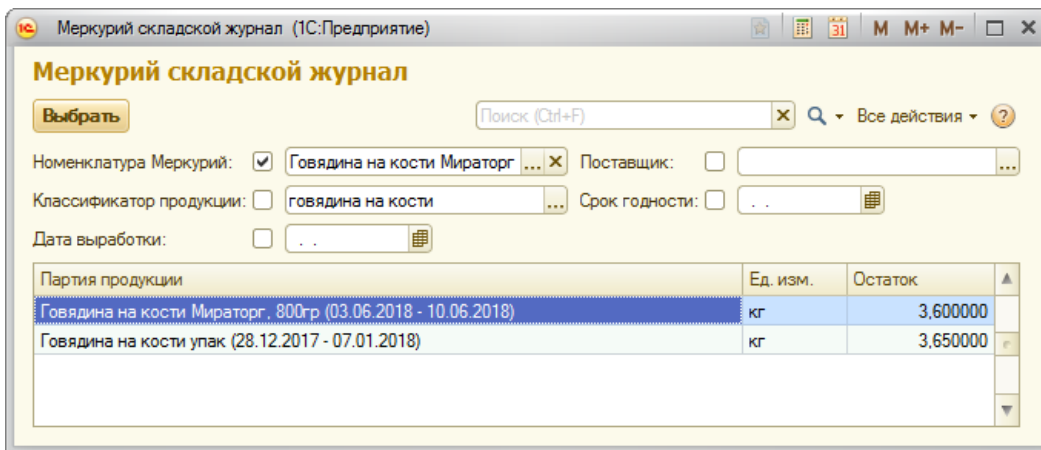 Меркурий складской журнал (1С:Предприятие) 31 M M+ M-
Меркурий складской журнал
Выбрать Поиск (Ctrl+F) Все действия ?
Номенклатура Меркурий: Говядина на кости Мираторг ... Поставщик: ...
Классификатор продукции: говядина на кости ... Срок годности: . .
Дата выработки: . .
Партия продукции Ед. изм. Остаток
Говядина на кости Мираторг, 800гр (03.06.2018 - 10.06.2018) кг 3,600000
Говядина на кости упак (28.12.2017 - 07.01.2018) кг 3,650000